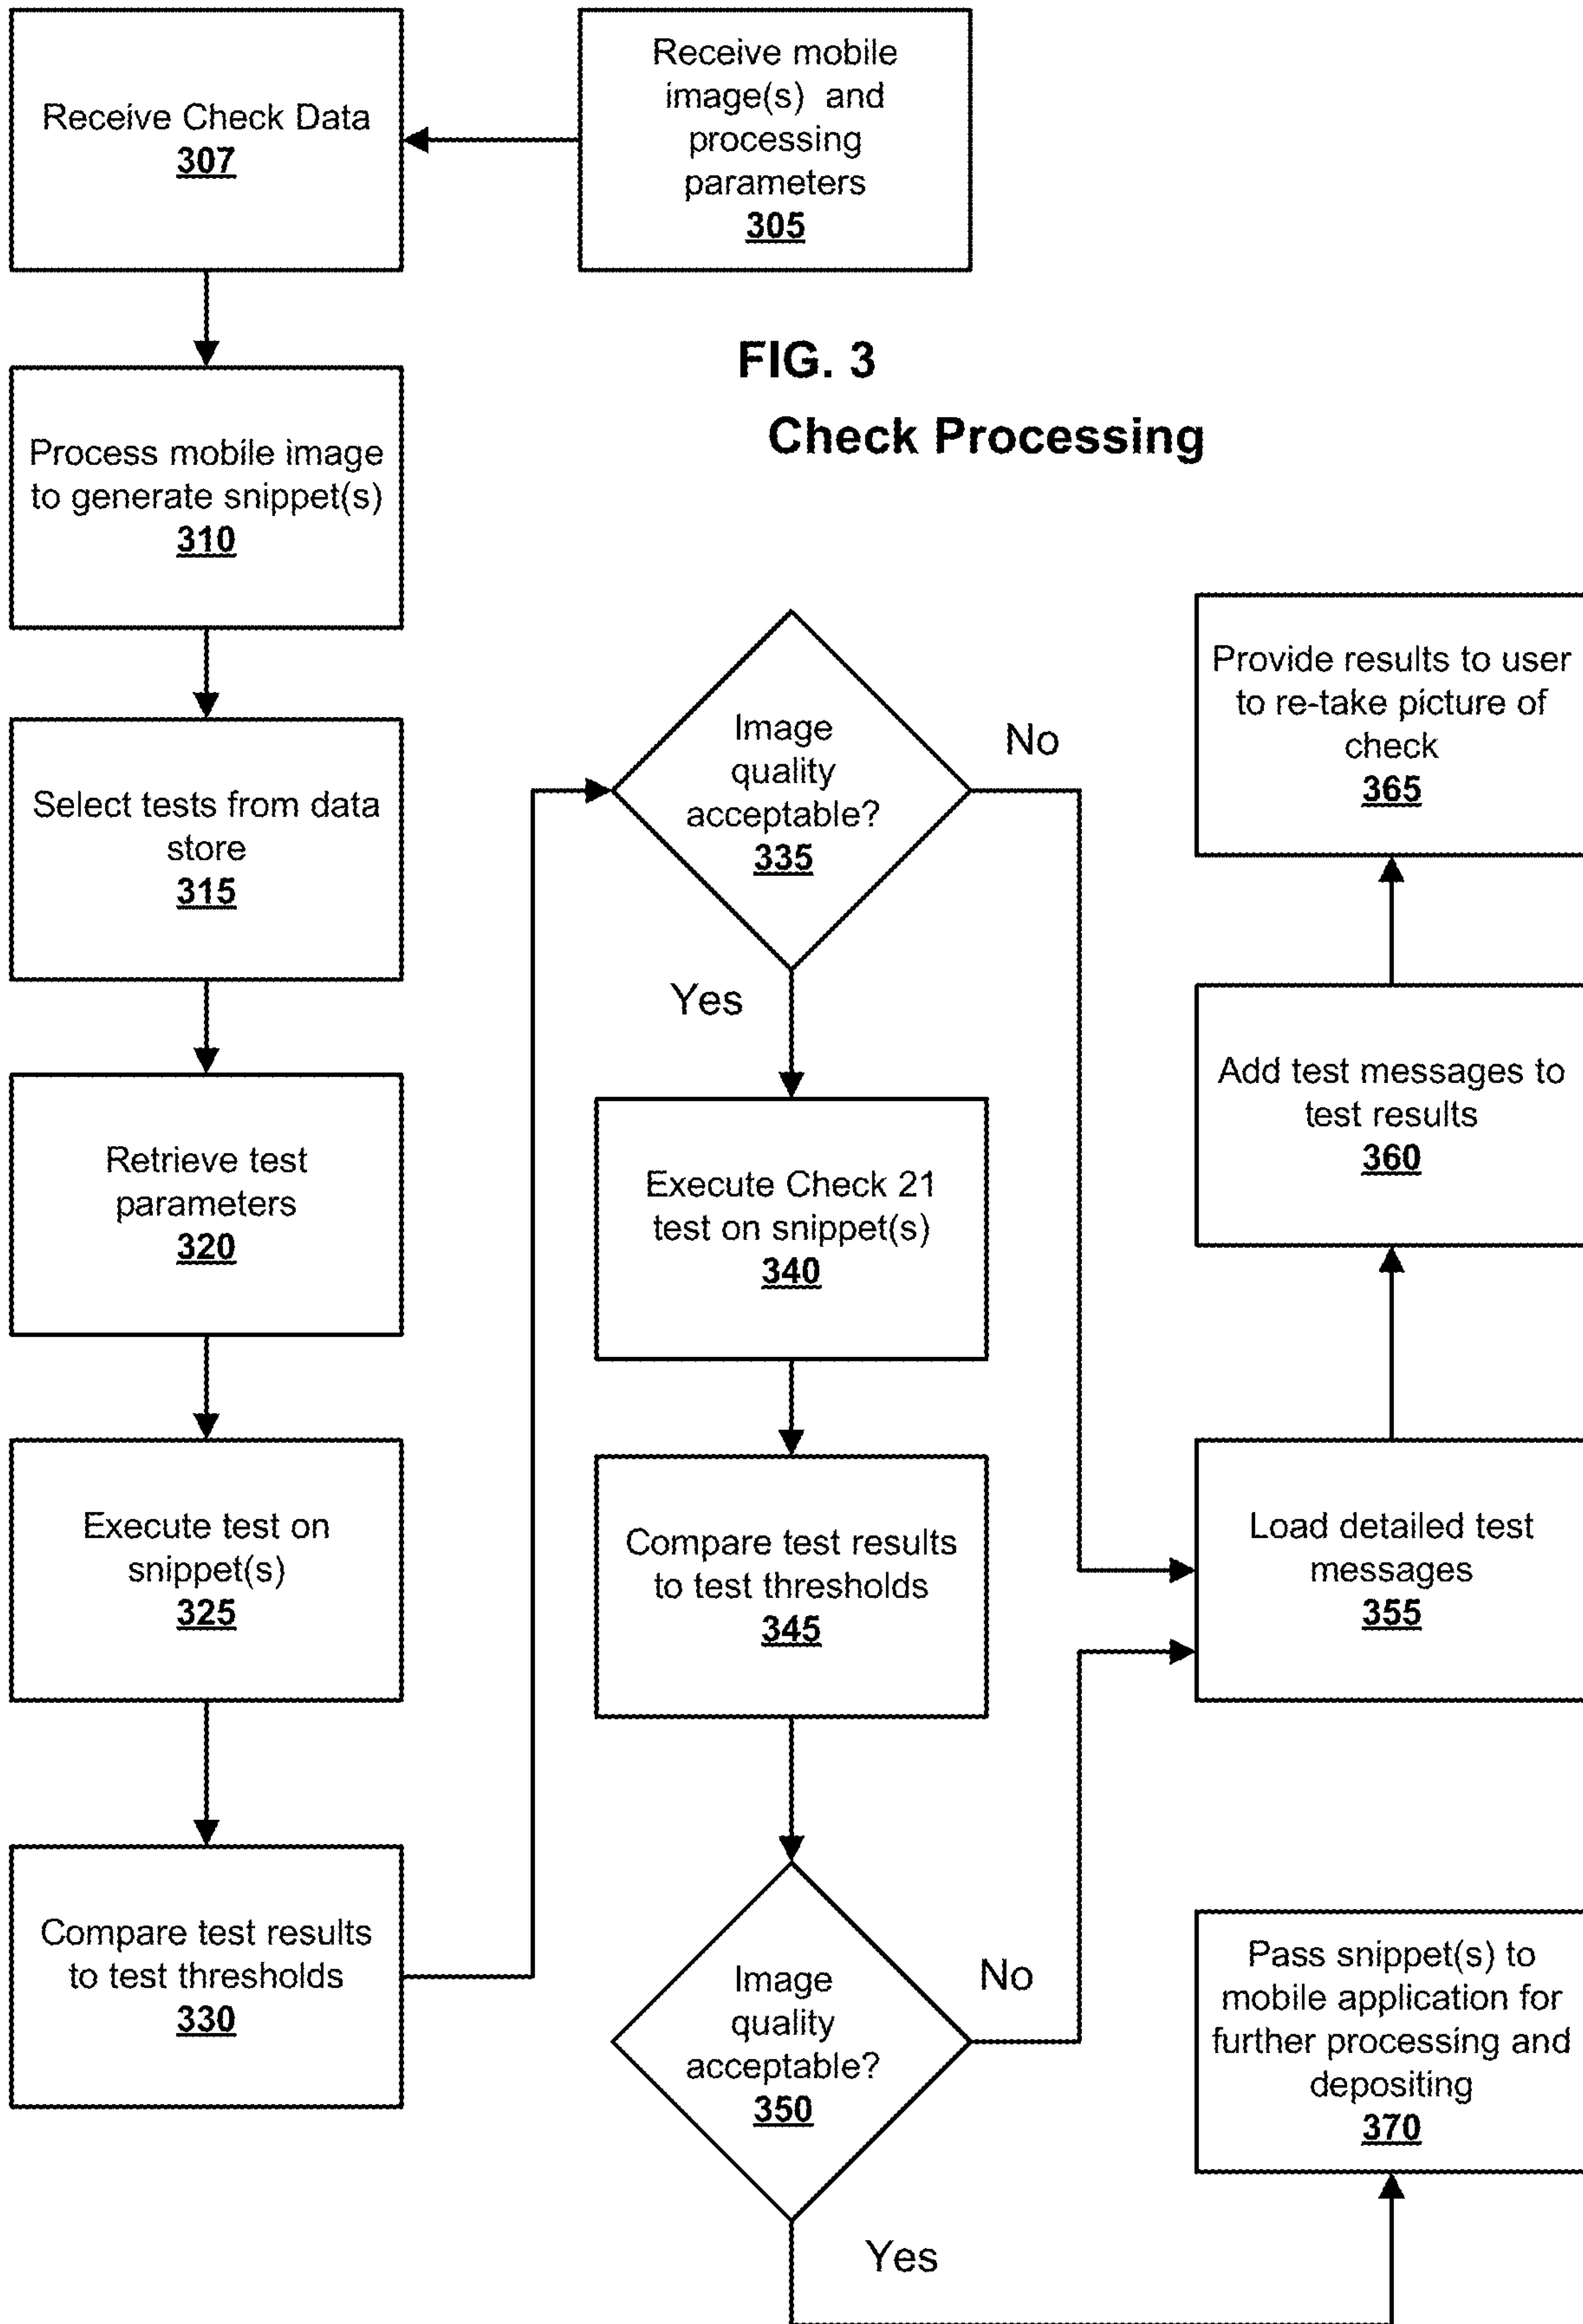 Receive Check Data
307
Receive mobile
image(s) and
processing
parameters
305
FIG. 3
Check Processing
Process mobile image
to generate snippet(s)
310
Select tests from data
store
315
Retrieve test
parameters
320
Execute test on
snippet(s)
325
Compare test results
to test thresholds
330
Image
quality
acceptable?
335
No
Yes
Execute Check 21
test on snippet(s)
340
Compare test results
to test thresholds
345
Image
quality
acceptable?
350
No
Yes
Provide results to user
to re-take picture of
check
365
Add test messages to
test results
360
Load detailed test
messages
355
Pass snippet(s) to
mobile application for
further processing and
depositing
370